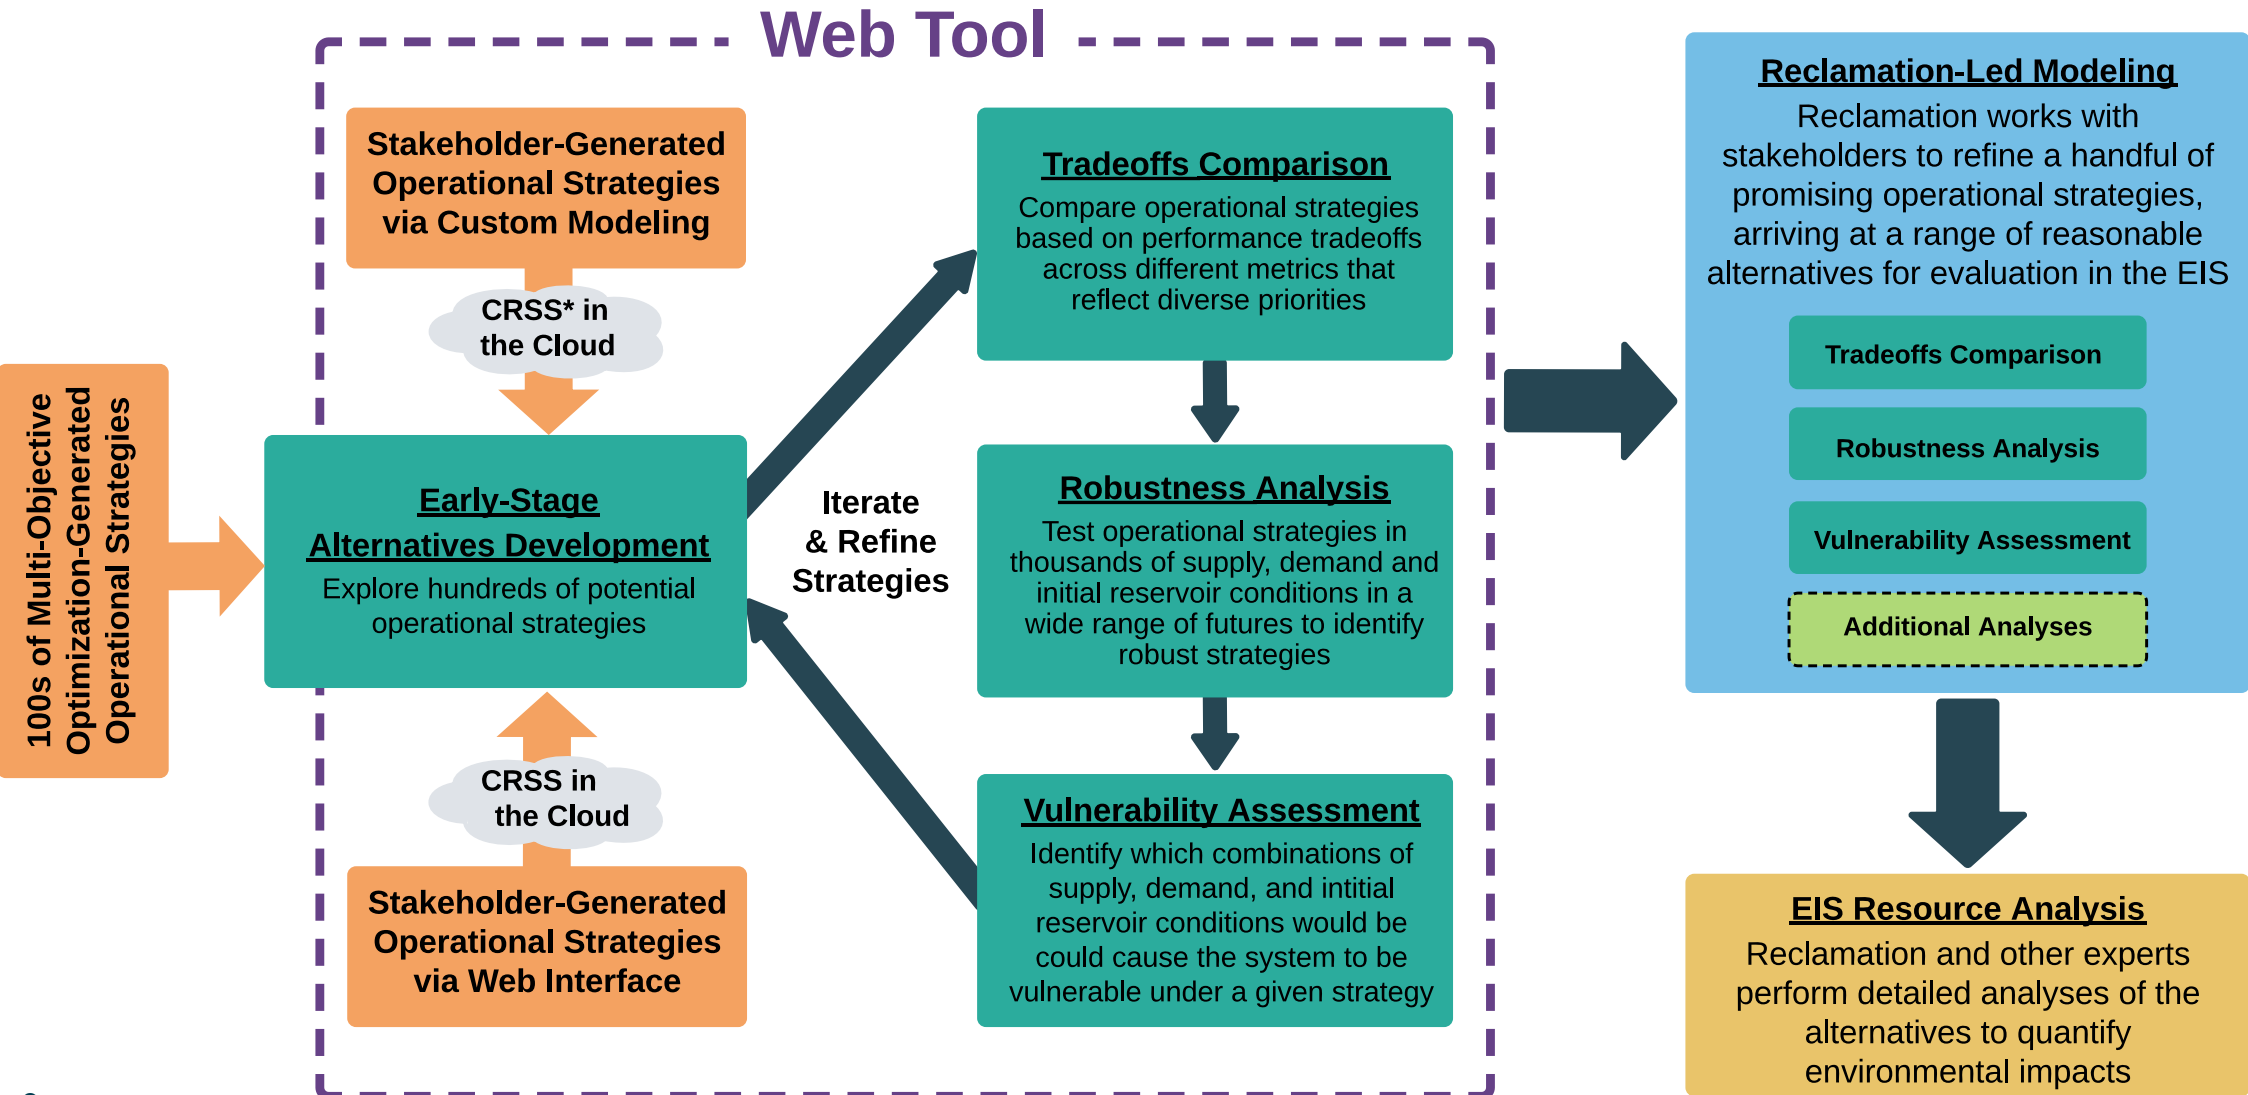 Web Tool
100s of Multi-Objective
Optimization-Generated
Operational Strategies
Stakeholder-Generated
Operational Strategies
via Custom Modeling
CRSS* in
the Cloud
Early-Stage
Alternatives Development
Explore hundreds of potential
operational strategies
CRSS in
the Cloud
Stakeholder-Generated
Operational Strategies
via Web Interface
Iterate
& Refine
Strategies
Tradeoffs Comparison
Compare operational strategies
based on performance tradeoffs
across different metrics that
reflect diverse priorities
Robustness Analysis
Test operational strategies in
thousands of supply, demand and
initial reservoir conditions in a
wide range of futures to identify
robust strategies
Vulnerability Assessment
Identify which combinations of
supply, demand, and intitial
reservoir conditions would be
could cause the system to be
vulnerable under a given strategy
Reclamation-Led Modeling
Reclamation works with
stakeholders to refine a handful of
promising operational strategies,
arriving at a range of reasonable
alternatives for evaluation in the EIS
Tradeoffs Comparison
Robustness Analysis
Vulnerability Assessment
Additional Analyses
EIS Resource Analysis
Reclamation and other experts
perform detailed analyses of the
alternatives to quantify
environmental impacts